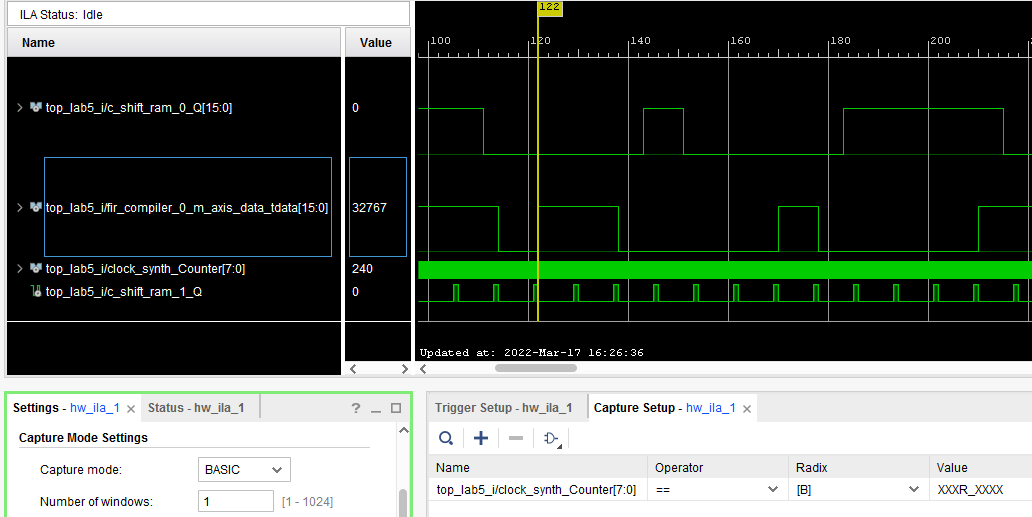 ILA Status: Idle
Name
Value
122
100
120
140
160
180
200
top_lab5_i/c_shift_ram_0_Q[15:0]
0
top_lab5_i/fir_compiler_0_m_axis_data_tdata[15:0]
32767
top_lab5_i/clock_synth_Counter[7:0]
240
top_lab5_i/c_shift_ram_1_Q
0
Updated at: 2022-Mar-17 16:26:36
Settings - hw_ila_1
Status - hw_ila_1
Capture Mode Settings
Capture mode: BASIC
Number of windows: 1 [1 - 1024]
Trigger Setup - hw_ila_1
Capture Setup - hw_ila_1
Name Operator Radix Value
top_lab5_i/clock_synth_Counter[7:0] == [B] XXXR_XXXX